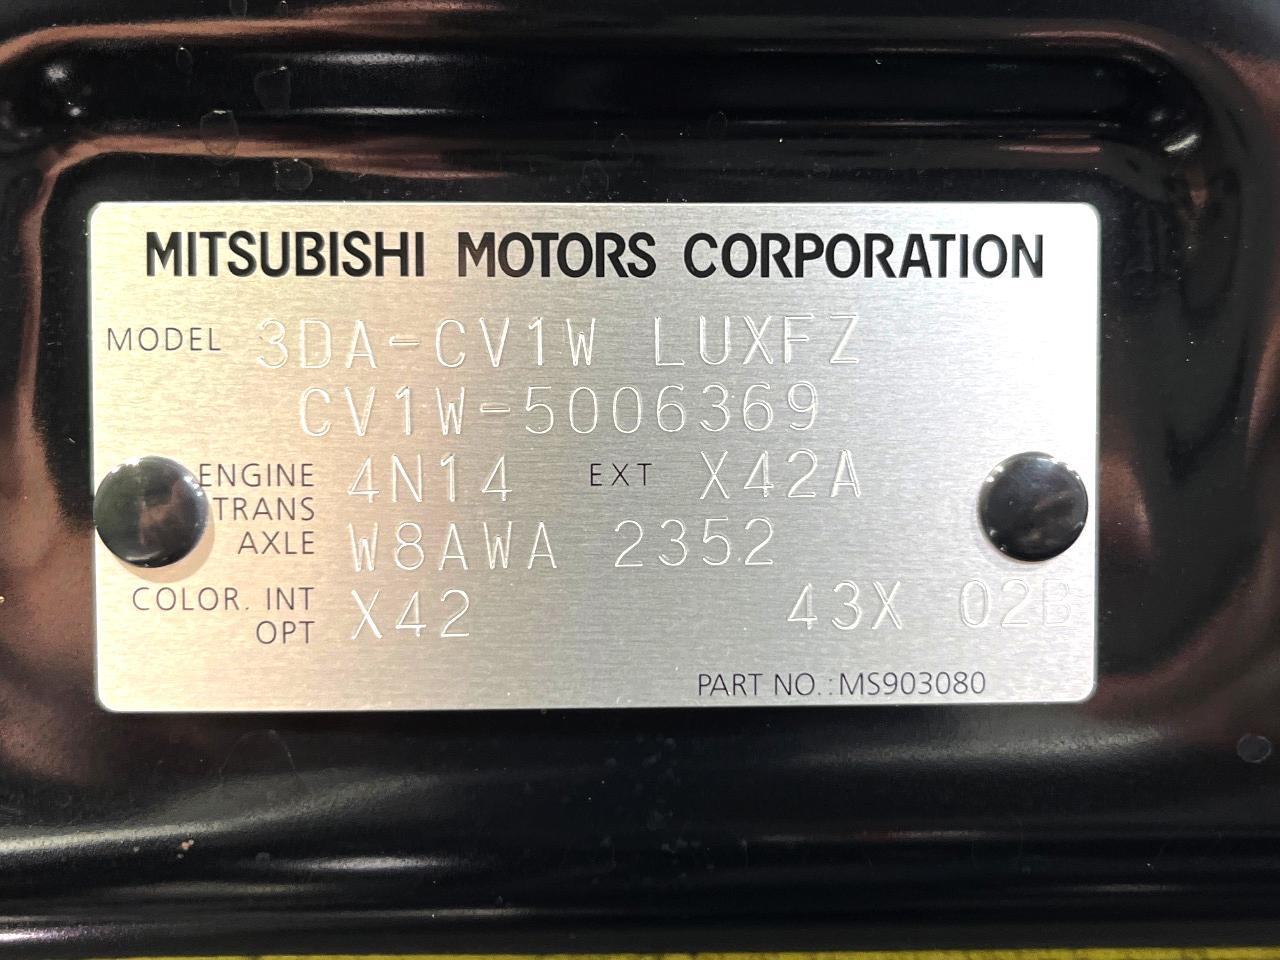 MITSUBISHI MOTORS CORPORATION
MODEL 3DA-CV1W LUXFZ
CV1W-5006369
ENGINE 4N14 EXT X42A
TRANS
AXLE W8AWA 2352
COLOR. INT X42 43X 02B
OPT
PART NO.: MS903080